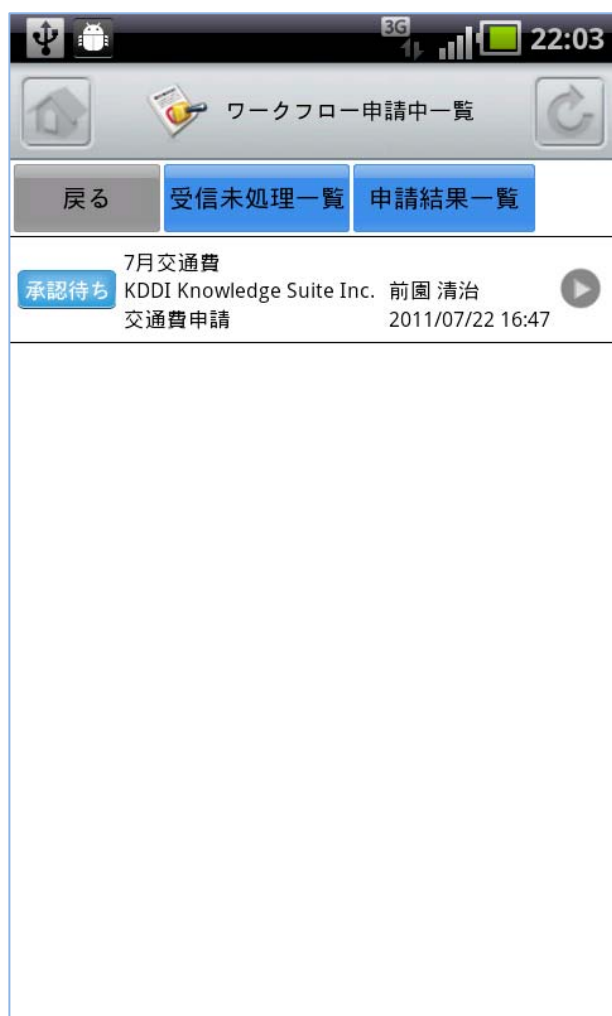 3G
22:03
ワークフロー申請中一覧
戻る
受信未処理一覧
申請結果一覧
7月交通費
承認待ち
KDDI Knowledge Suite Inc. 前園 清治
交通費申請 2011/07/22 16:47